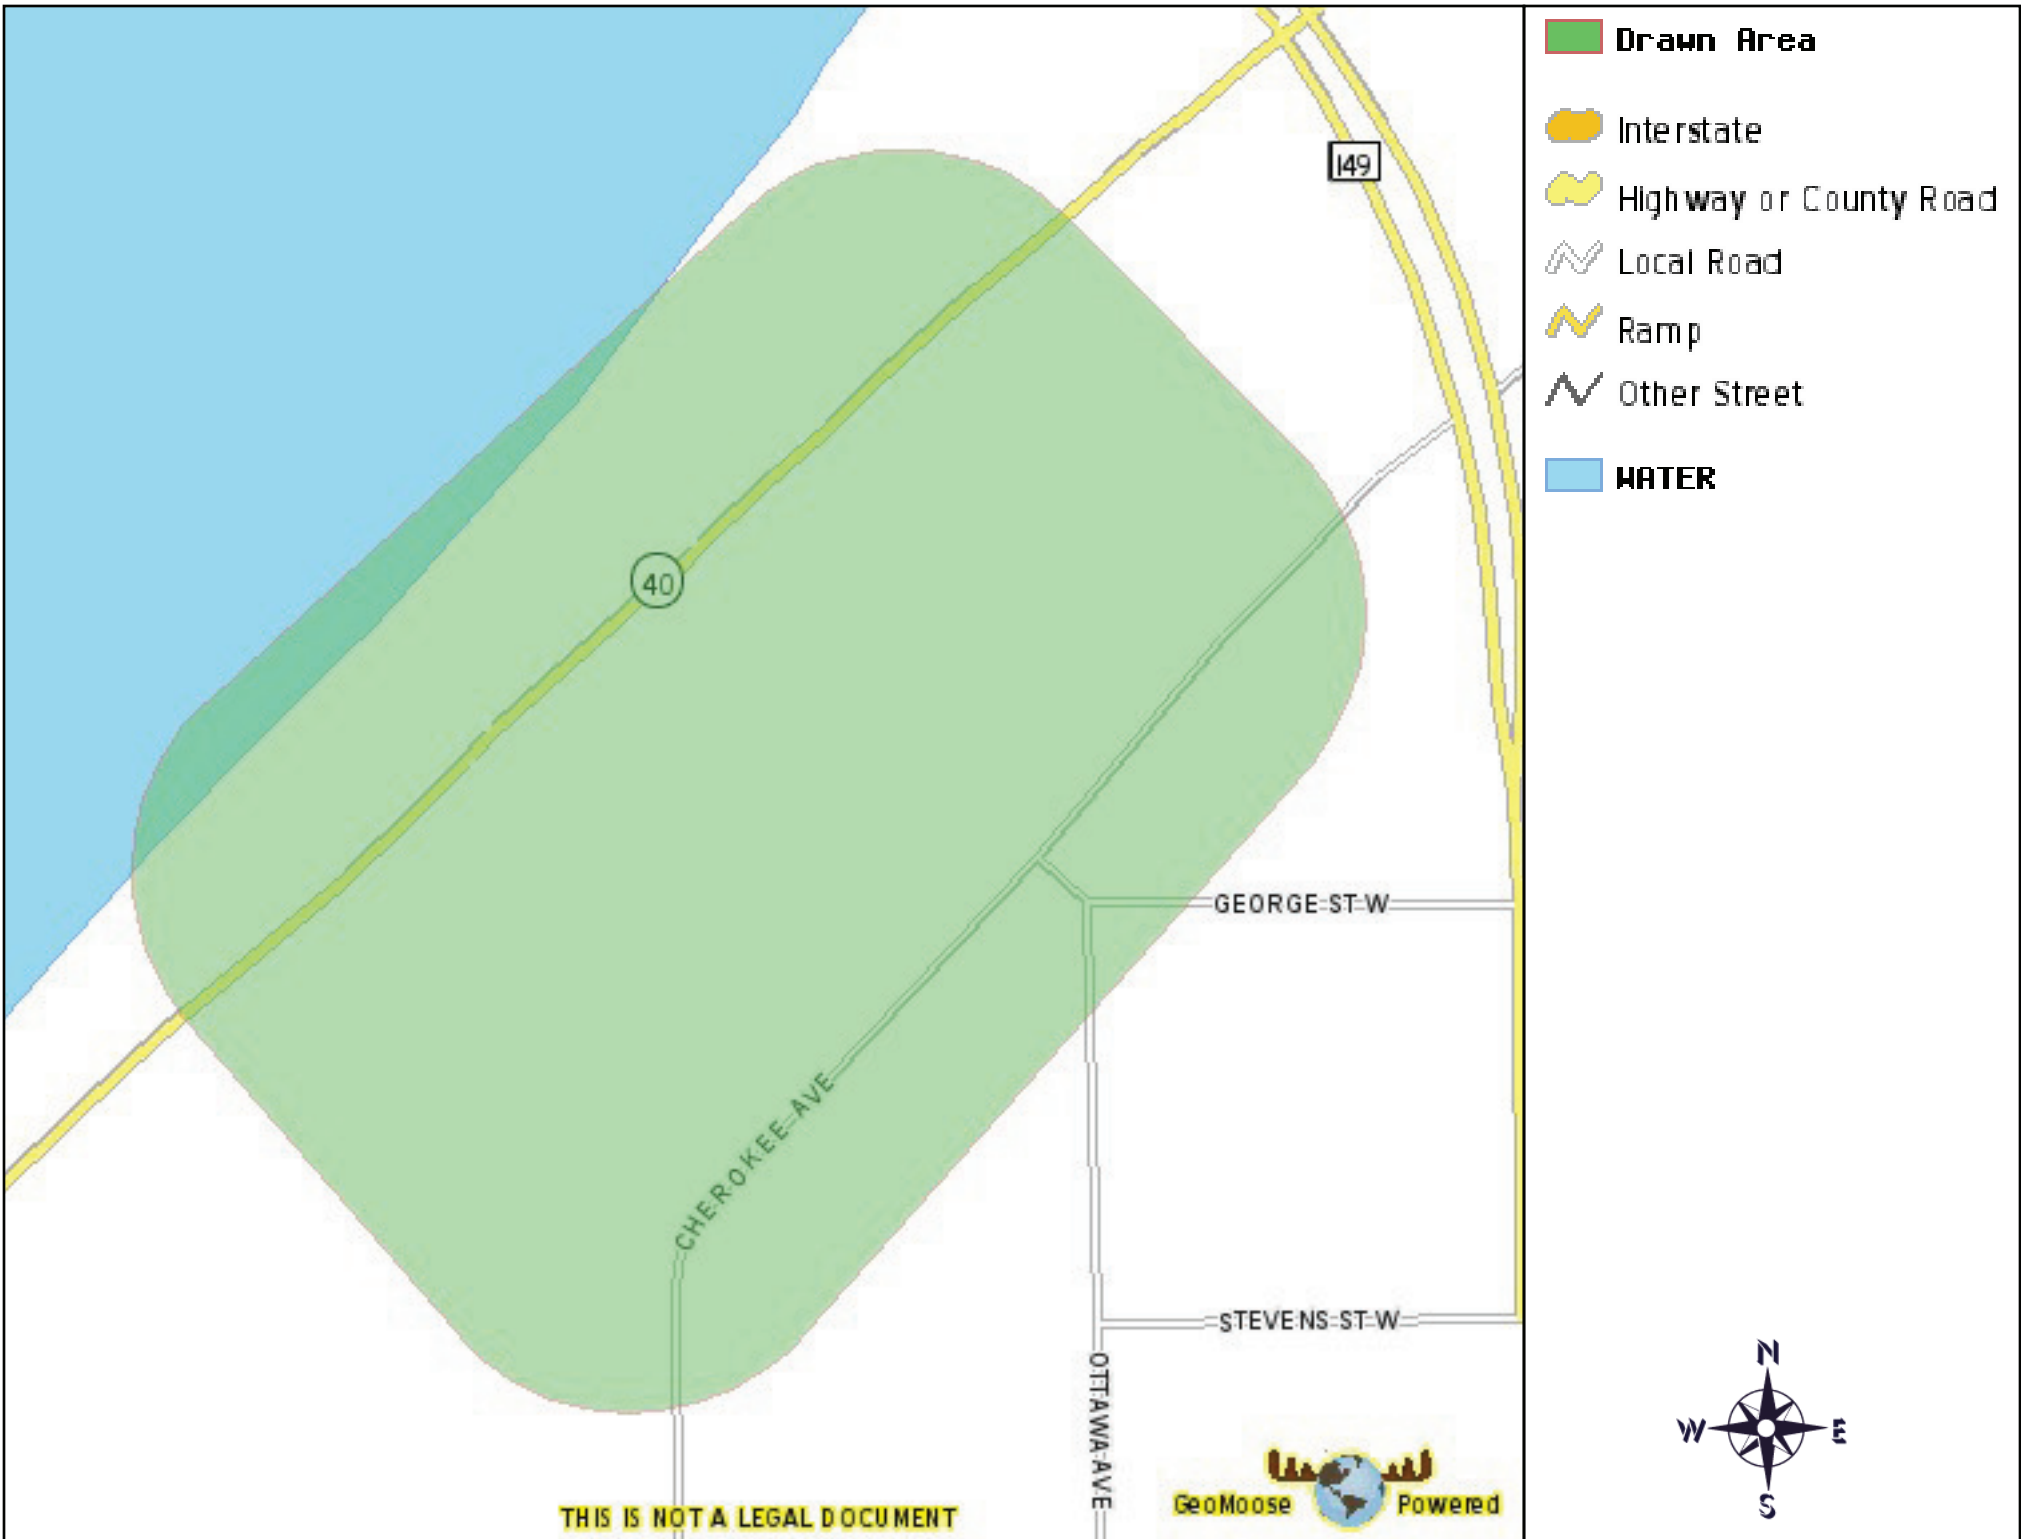 149
40
GEORGE ST W
CHEROKEE AVE
STEVENS ST W
OTTAWA AVE
THIS IS NOT A LEGAL DOCUMENT
GeoMoose Powered
Drawn Area
Interstate
Highway or County Road
Local Road
Ramp
Other Street
WATER
N
W E
S